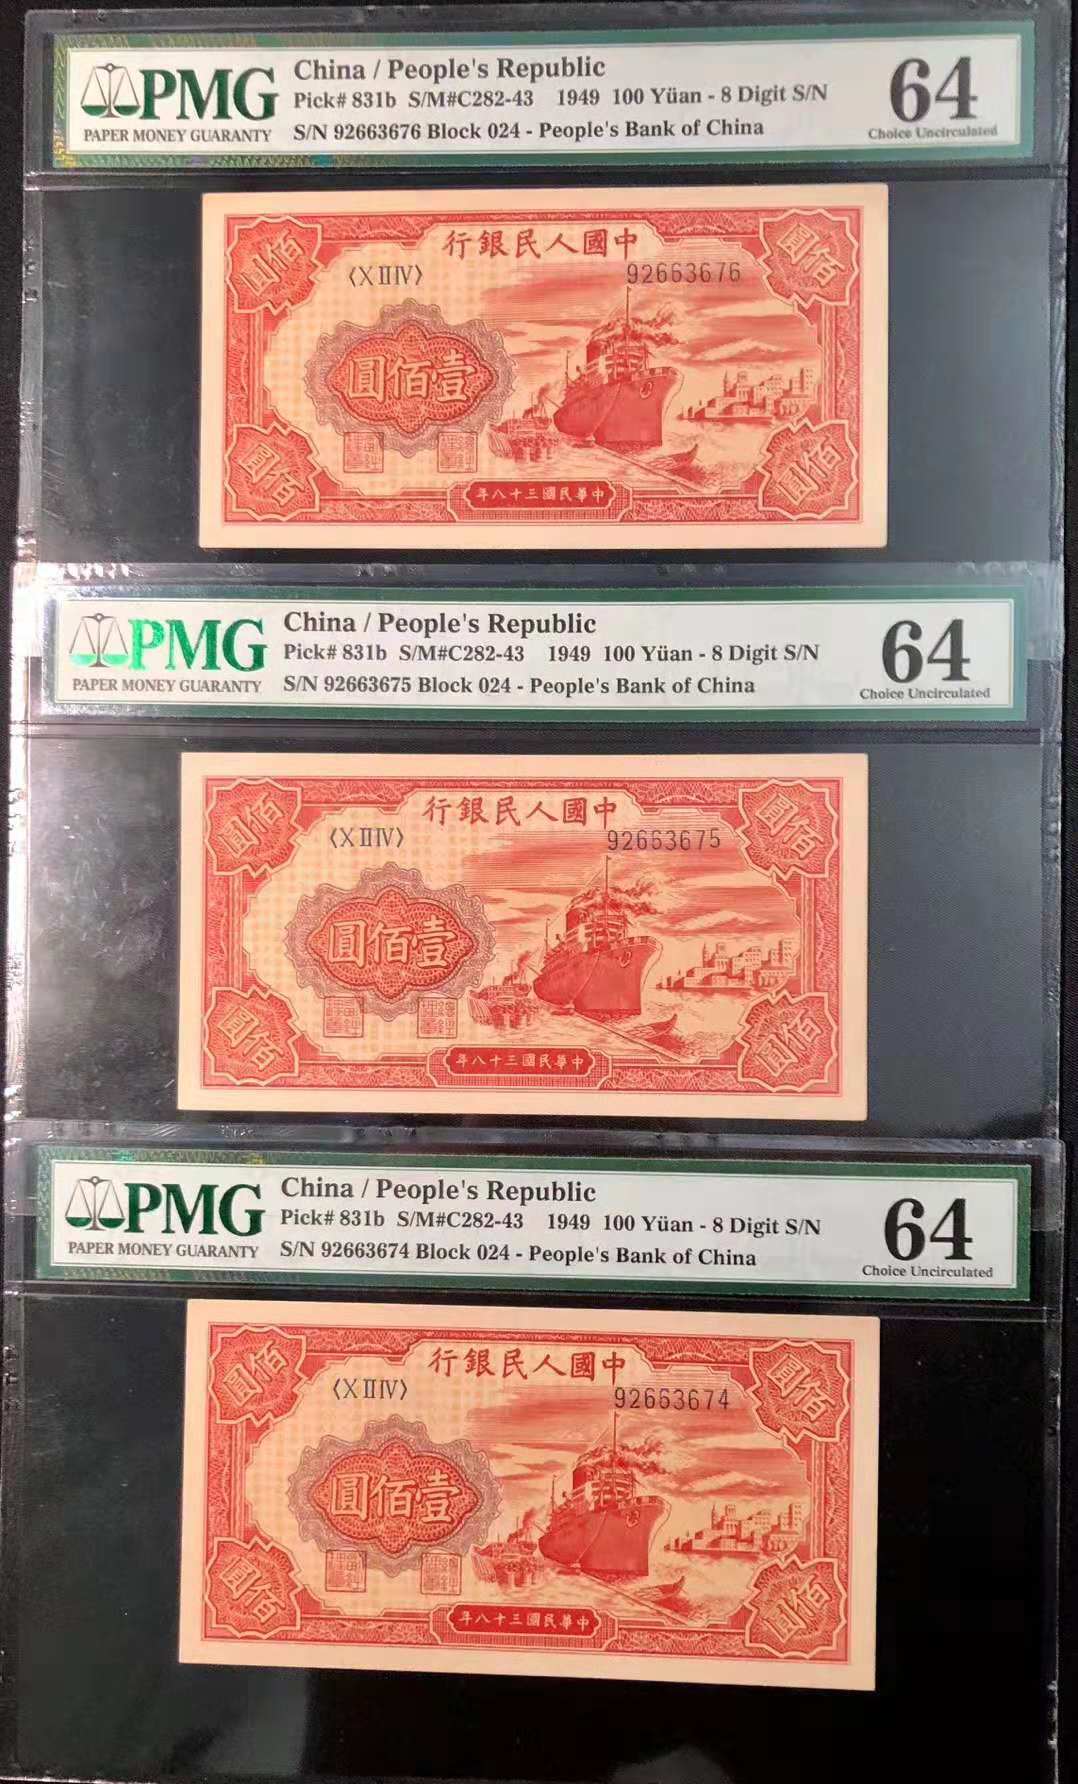 PMG
PAPER MONEY GUARANTY
China / People's Republic
Pick# 831b S/M#C282-43 1949 100 Yüan - 8 Digit S/N
S/N 92663676 Block 024 - People's Bank of China
64
Choice Uncirculated
行銀民人國中
〈X II IV〉 92663676
圓佰
圓佰
圓佰壹
圓佰
圓佰
年八十三國民華中
PMG
PAPER MONEY GUARANTY
China / People's Republic
Pick# 831b S/M#C282-43 1949 100 Yüan - 8 Digit S/N
S/N 92663675 Block 024 - People's Bank of China
64
Choice Uncirculated
行銀民人國中
〈X II IV〉 92663675
圓佰
圓佰
圓佰壹
圓佰
圓佰
年八十三國民華中
PMG
PAPER MONEY GUARANTY
China / People's Republic
Pick# 831b S/M#C282-43 1949 100 Yüan - 8 Digit S/N
S/N 92663674 Block 024 - People's Bank of China
64
Choice Uncirculated
行銀民人國中
〈X II IV〉 92663674
圓佰
圓佰
圓佰壹
圓佰
圓佰
年八十三國民華中